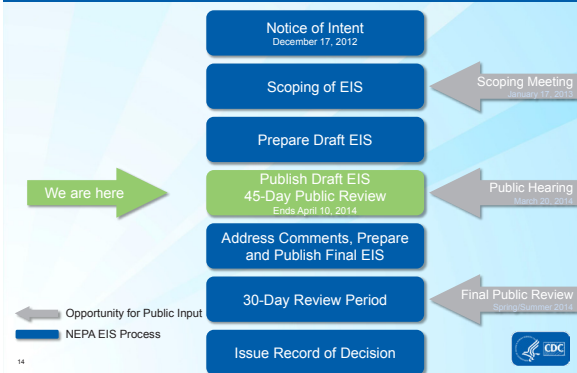 Notice of Intent
December 17, 2012
Scoping of EIS
Scoping Meeting
January 17, 2013
Prepare Draft EIS
We are here
Publish Draft EIS
45-Day Public Review
Ends April 10, 2014
Public Hearing
March 20, 2014
Address Comments, Prepare
and Publish Final EIS
30-Day Review Period
Final Public Review
Spring/Summer 2014
Opportunity for Public Input
NEPA EIS Process
Issue Record of Decision
14
CDC